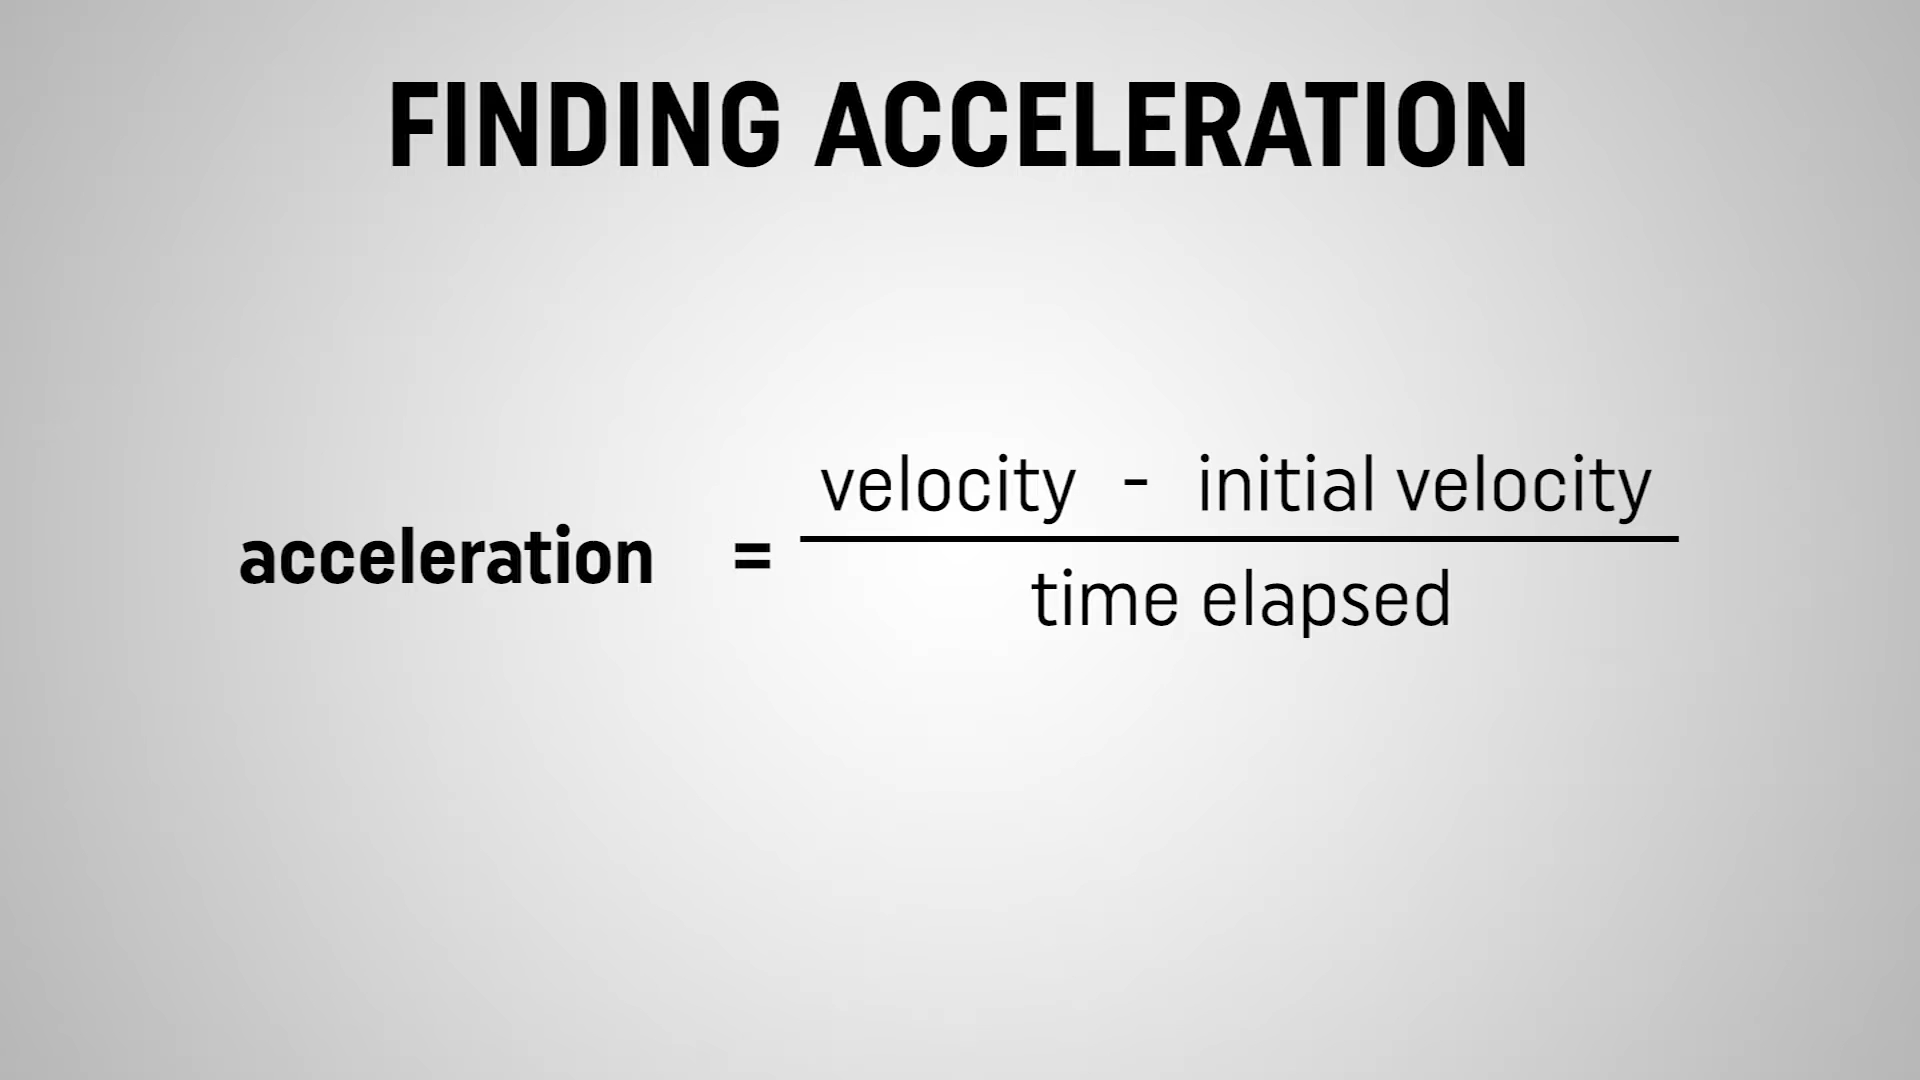 FINDING ACCELERATION
velocity - initial velocity
acceleration =
time elapsed